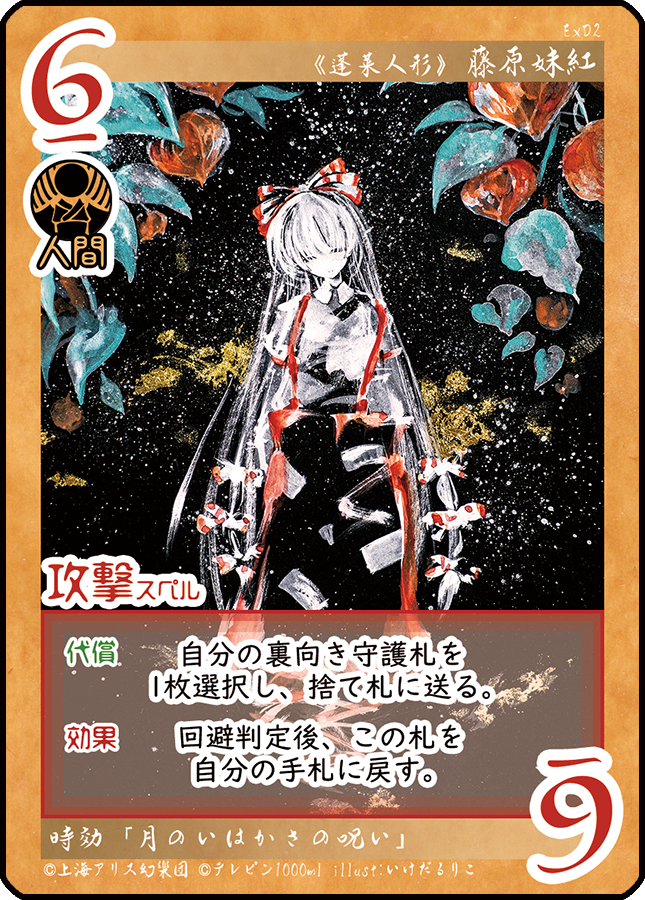 Ex02
6
《蓬莱人形》 藤原妹紅
人間
攻撃スペル
代償
自分の裏向き守護札を
1枚選択し、捨て札に送る。
効果
回避判定後、この札を
自分の手札に戻す。
時効「月のいはかさの呪い」
6
©上海アリス幻樂団 ©テレピン1000ml illust:いけだるりこ